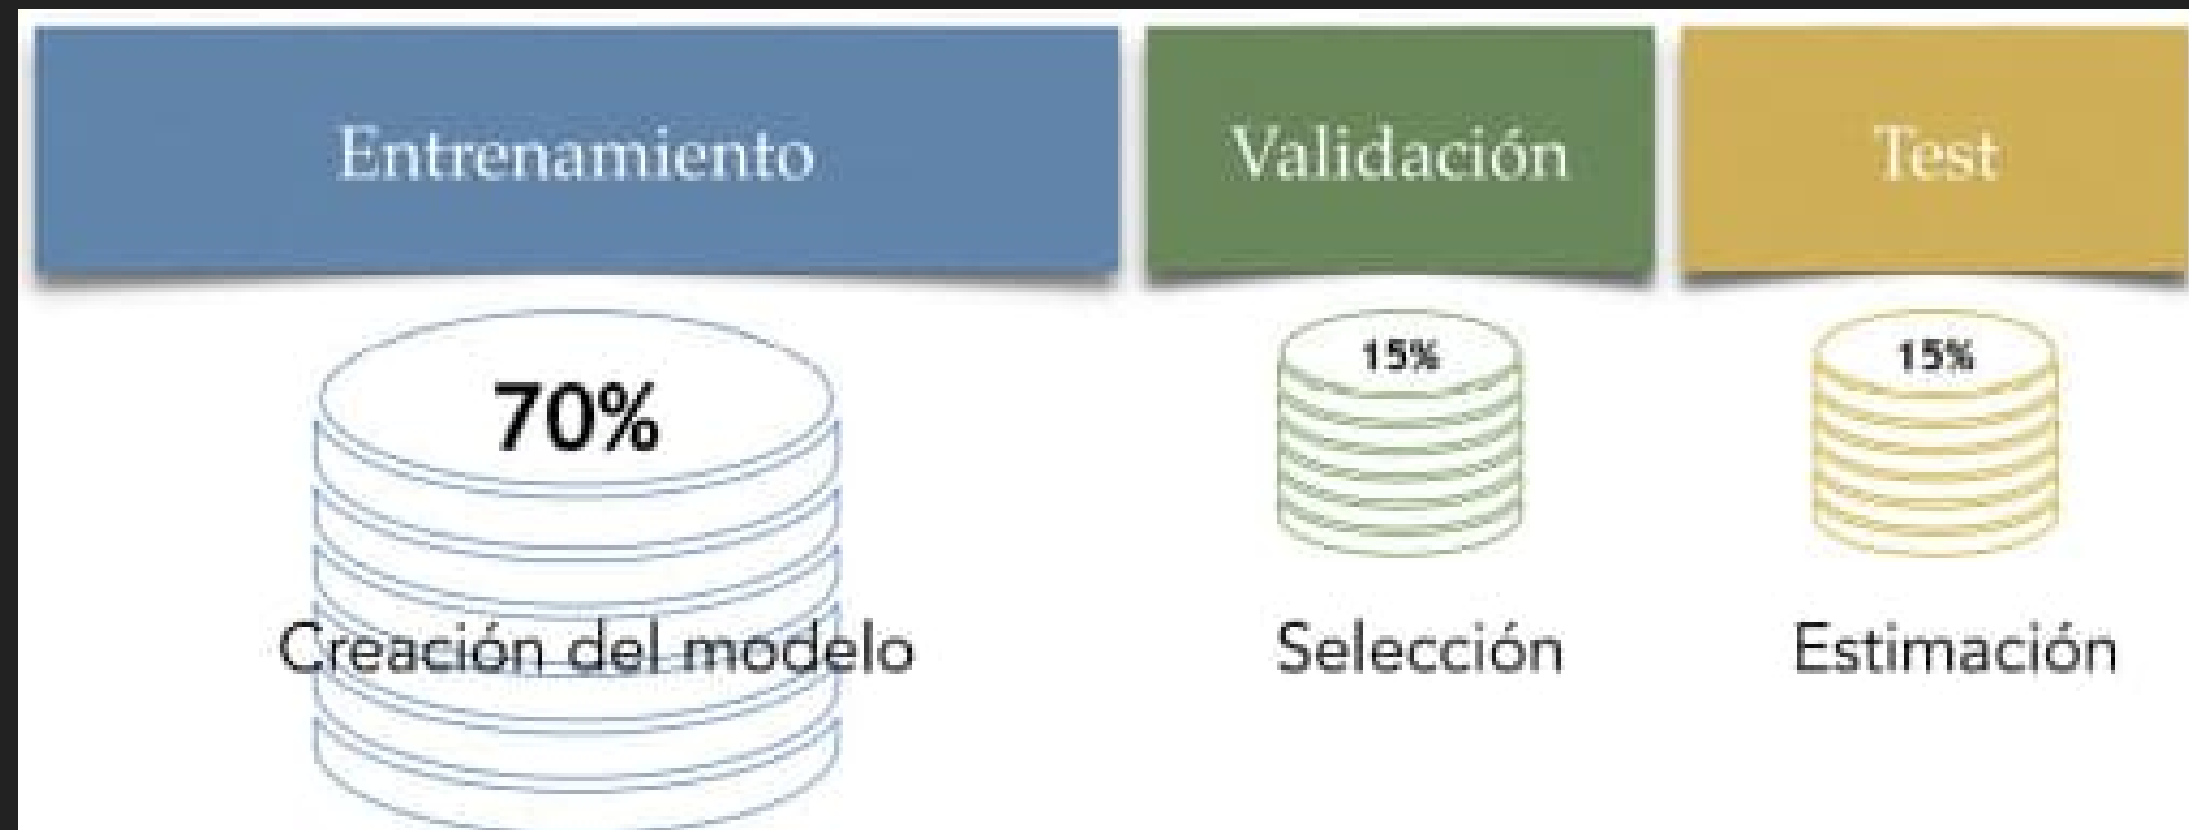 Entrenamiento
Validación
Test
70%
15%
15%
Creación del modelo
Selección
Estimación